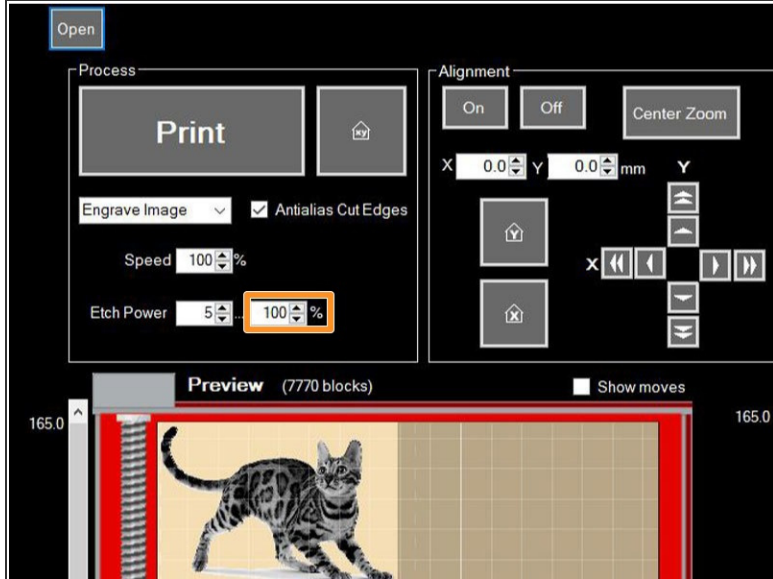 Open
Process
Print
xy
Engrave Image
Antialias Cut Edges
Speed 100 %
Etch Power 5 ... 100 %
Alignment
On Off Center Zoom
X 0.0 Y 0.0 mm
Y
Y
X
X
Preview (7770 blocks) Show moves
165.0 165.0